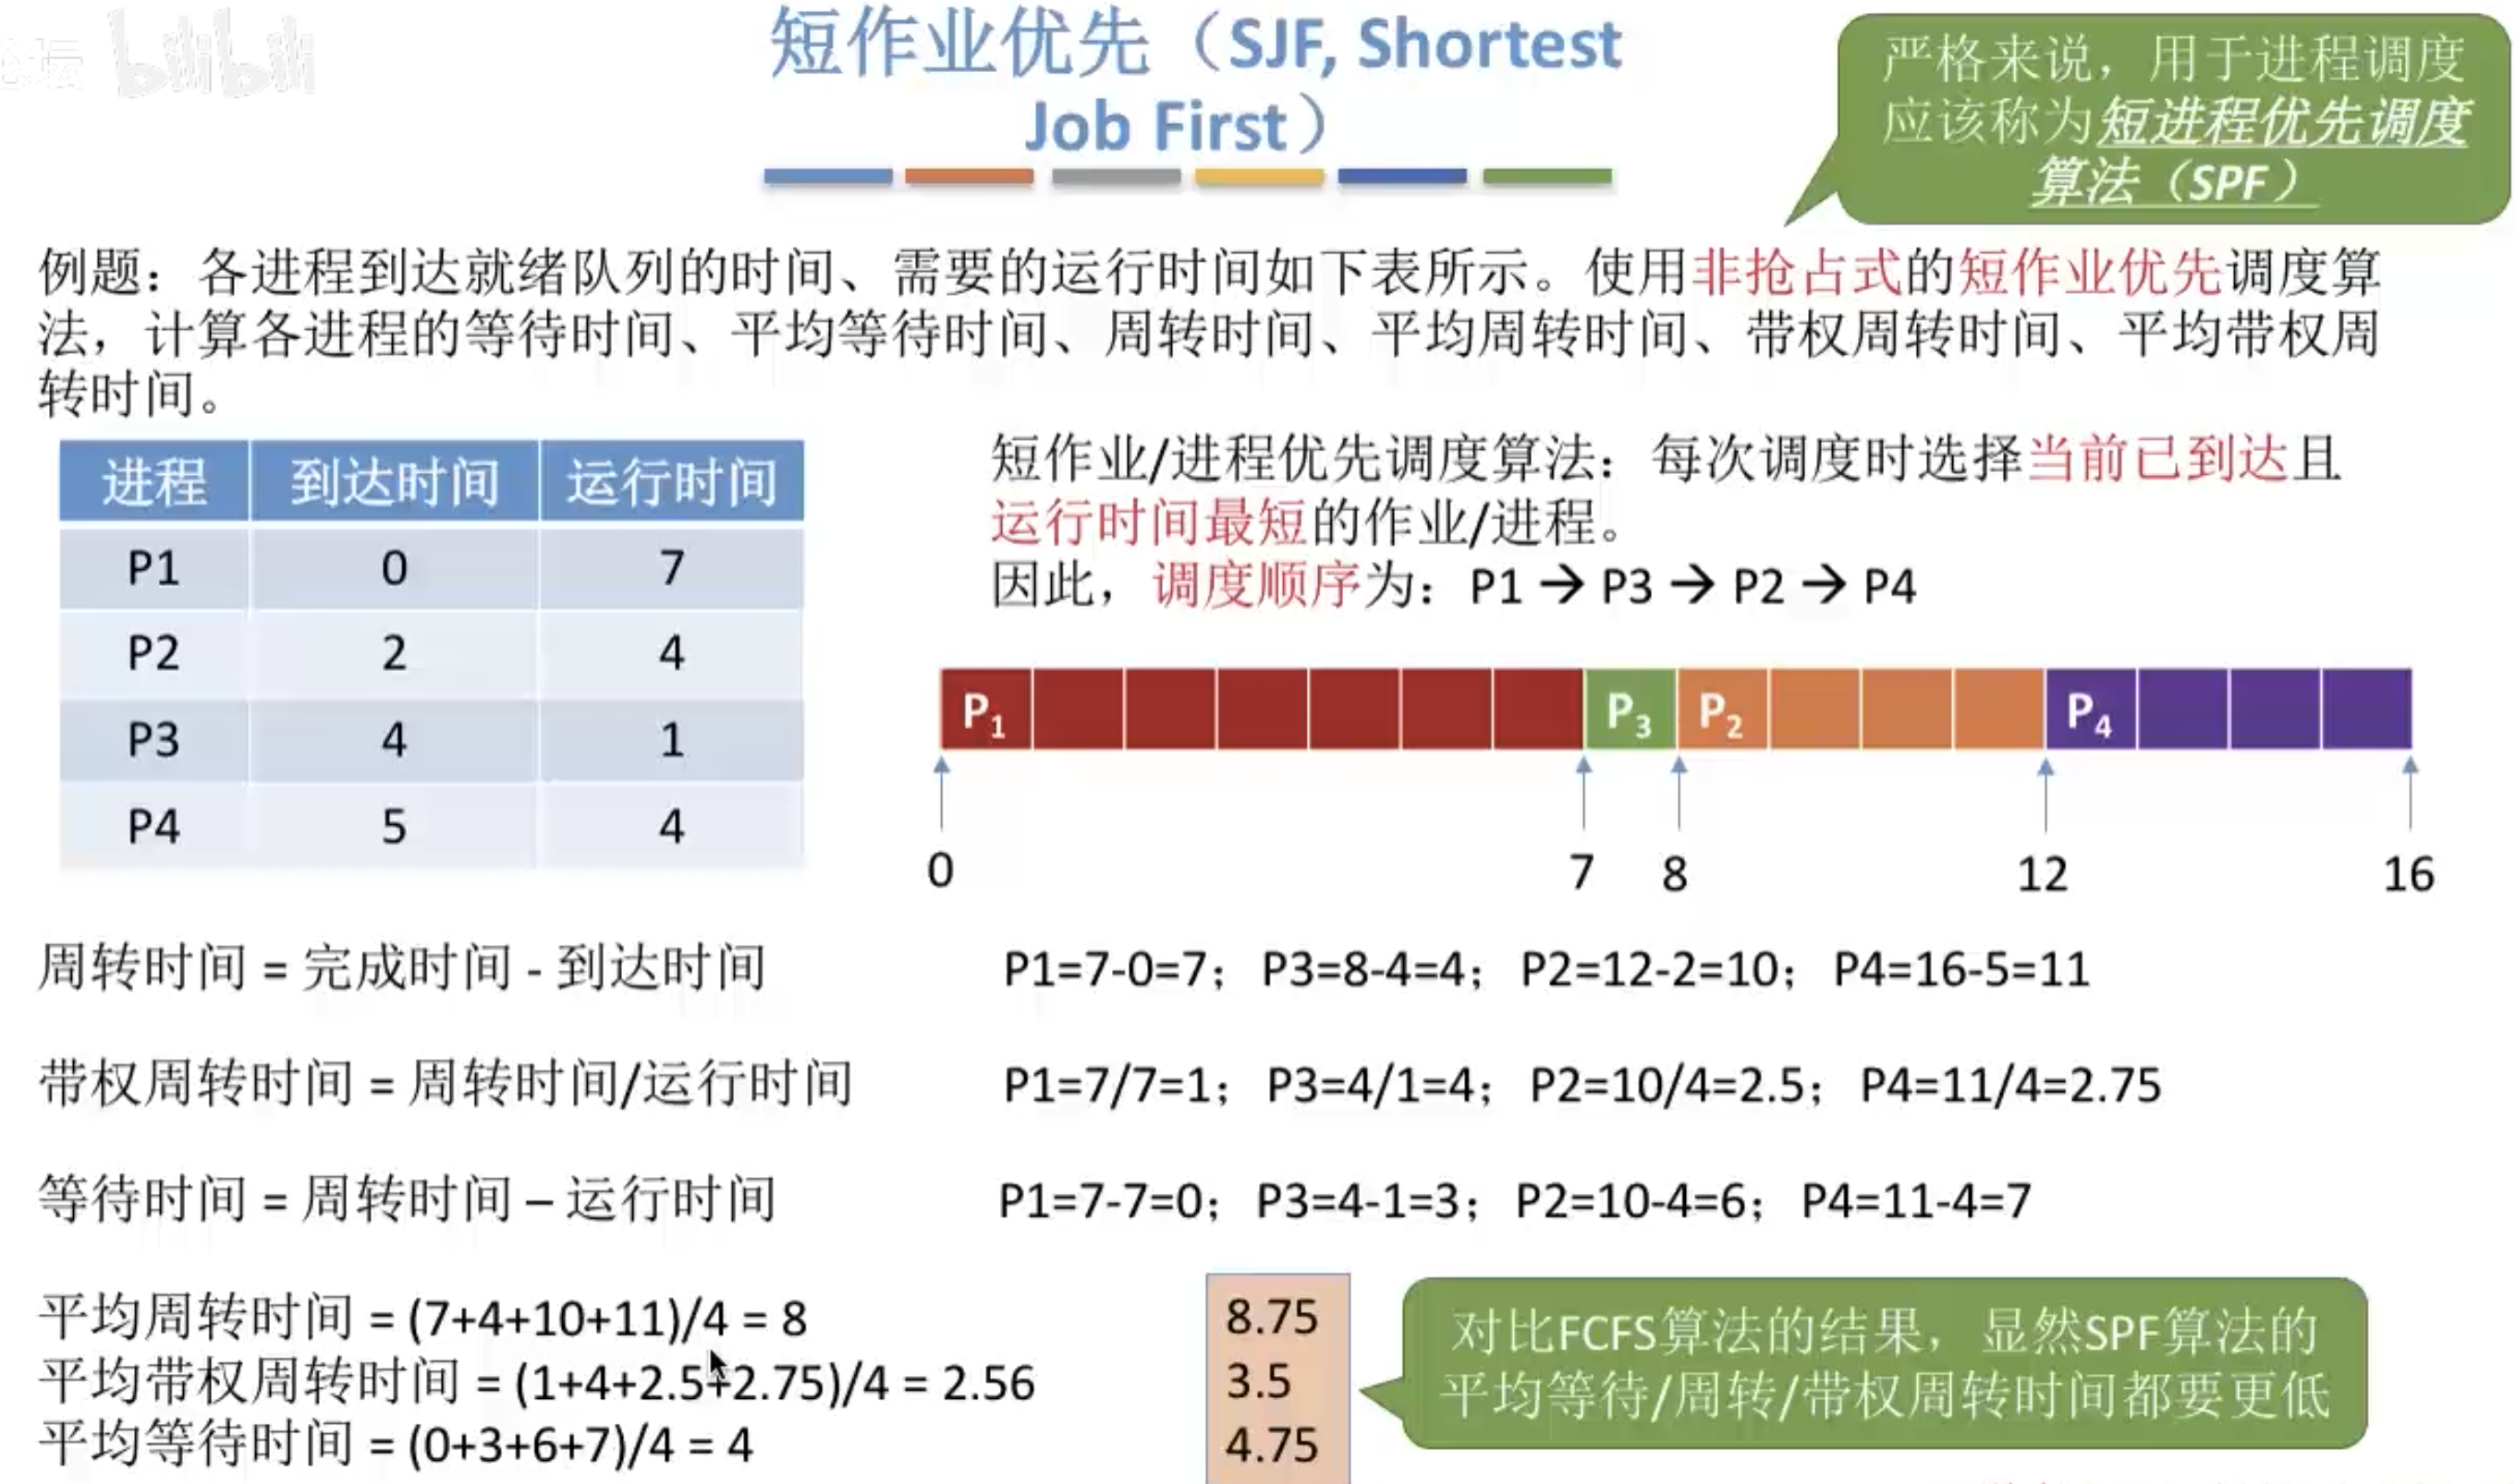 论坛 bilibili
短作业优先（SJF, Shortest
Job First）
严格来说，用于进程调度
应该称为短进程优先调度
算法（SPF）
例题：各进程到达就绪队列的时间、需要的运行时间如下表所示。使用非抢占式的短作业优先调度算
法，计算各进程的等待时间、平均等待时间、周转时间、平均周转时间、带权周转时间、平均带权周
转时间。
进程 到达时间 运行时间
P1 0 7
P2 2 4
P3 4 1
P4 5 4
短作业/进程优先调度算法：每次调度时选择当前已到达且
运行时间最短的作业/进程。
因此，调度顺序为：P1 → P3 → P2 → P4
P1 P3 P2 P4
0 7 8 12 16
周转时间 = 完成时间 - 到达时间 P1=7-0=7；P3=8-4=4；P2=12-2=10；P4=16-5=11
带权周转时间 = 周转时间/运行时间 P1=7/7=1；P3=4/1=4；P2=10/4=2.5；P4=11/4=2.75
等待时间 = 周转时间 – 运行时间 P1=7-7=0；P3=4-1=3；P2=10-4=6；P4=11-4=7
平均周转时间 = (7+4+10+11)/4 = 8
平均带权周转时间 = (1+4+2.5+2.75)/4 = 2.56
平均等待时间 = (0+3+6+7)/4 = 4
8.75
3.5
4.75
对比FCFS算法的结果，显然SPF算法的
平均等待/周转/带权周转时间都要更低